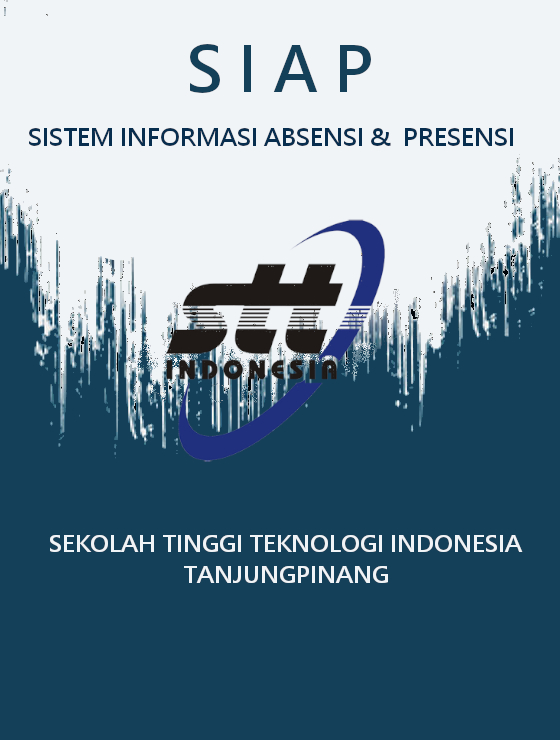 S I A P
SISTEM INFORMASI ABSENSI & PRESENSI
stt
INDONESIA
SEKOLAH TINGGI TEKNOLOGI INDONESIA
TANJUNGPINANG